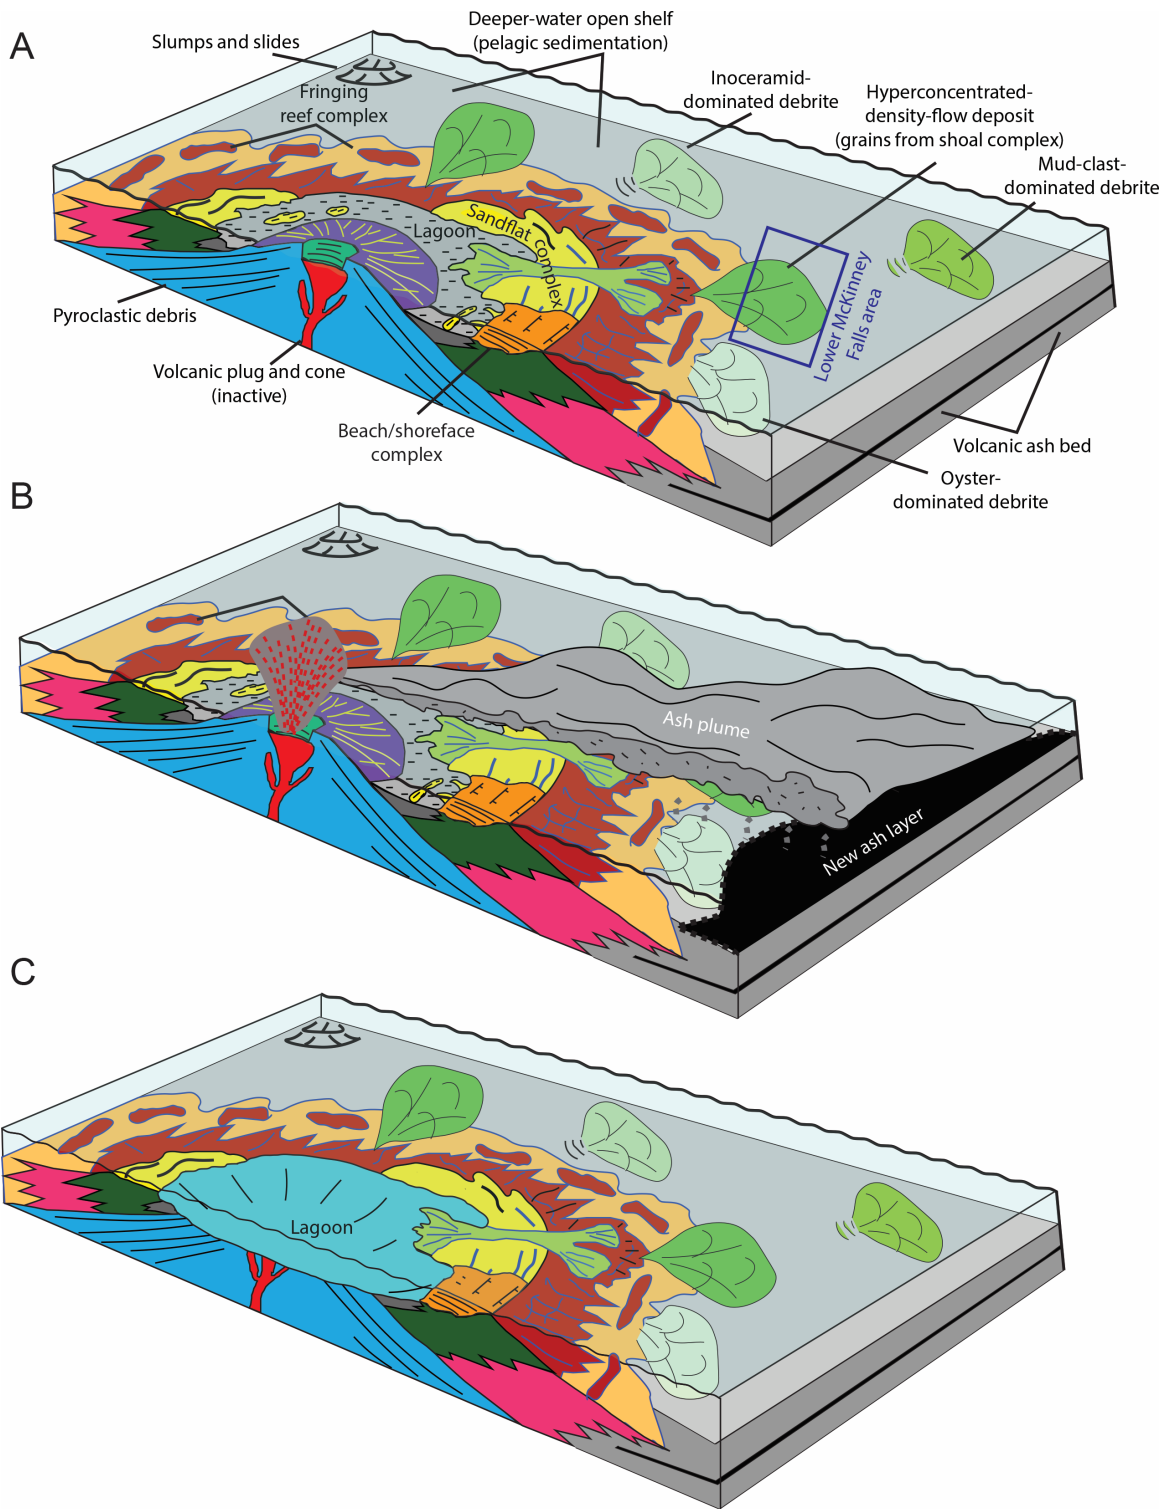 A
Slumps and slides
Deeper-water open shelf
(pelagic sedimentation)
Inoceramid-
dominated debrite
Hyperconcentrated-
density-flow deposit
(grains from shoal complex)
Mud-clast-
dominated debrite
Fringing
reef complex
Sandflat complex
Lagoon
Lower McKinney
Falls area
Pyroclastic debris
Volcanic plug and cone
(inactive)
Beach/shoreface
complex
Volcanic ash bed
Oyster-
dominated debrite
B
Ash plume
New ash layer
C
Lagoon